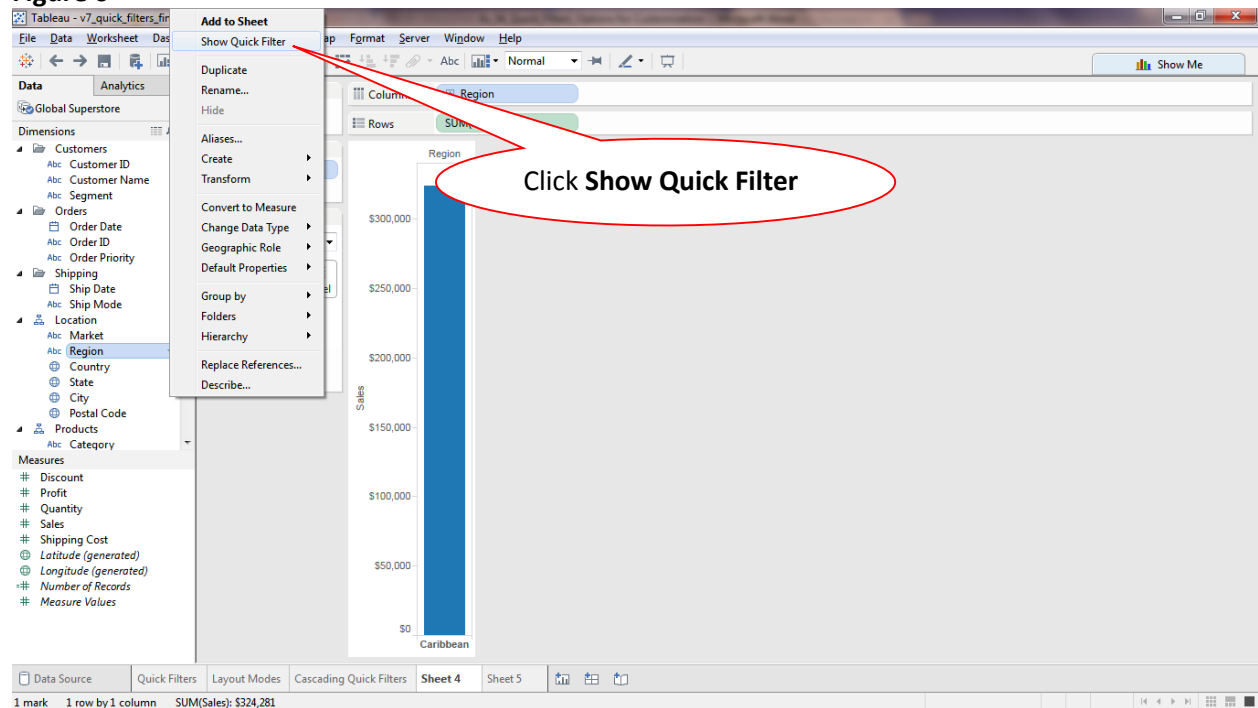 Tableau - v7_quick_filters_fir
File Data Worksheet Das
ap Format Server Window Help
Abc Normal Show Me
Data Analytics
Global Superstore
Dimensions
Customers
Abc Customer ID
Abc Customer Name
Abc Segment
Orders
Order Date
Abc Order ID
Abc Order Priority
Shipping
Ship Date
Abc Ship Mode
Location
Abc Market
Abc Region
Country
State
City
Postal Code
Products
Abc Category
Measures
# Discount
# Profit
# Quantity
# Sales
# Shipping Cost
Latitude (generated)
Longitude (generated)
# Number of Records
# Measure Values
Add to Sheet
Show Quick Filter
Duplicate
Rename...
Hide
Aliases...
Create
Transform
Convert to Measure
Change Data Type
Geographic Role
Default Properties
Group by
Folders
Hierarchy
Replace References...
Describe...
el
Region
Rows SUM(
Click Show Quick Filter
Region
$300,000
$250,000
$200,000
$150,000
$100,000
$50,000
$0
Sales
Caribbean
Data Source Quick Filters Layout Modes Cascading Quick Filters Sheet 4 Sheet 5
1 mark 1 row by 1 column SUM(Sales): $324,281